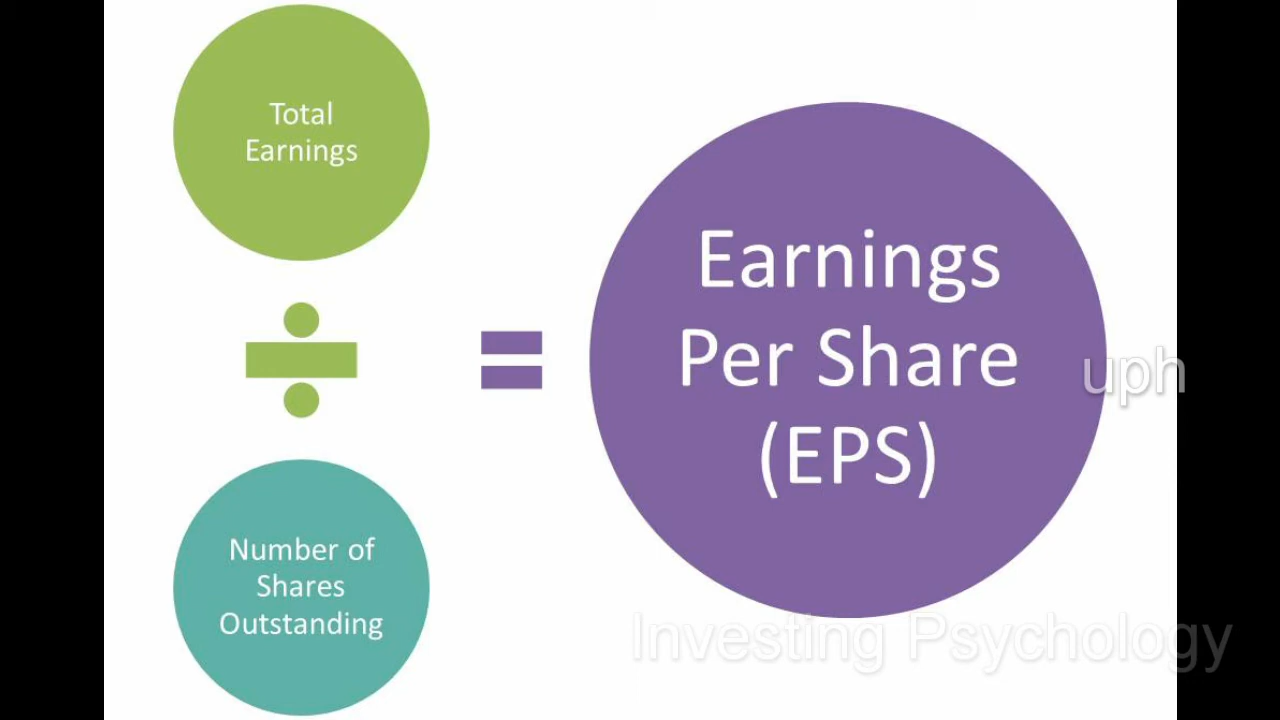 Total
Earnings
Number of
Shares
Outstanding
Earnings
Per Share
(EPS)
uph
Investing Psychology